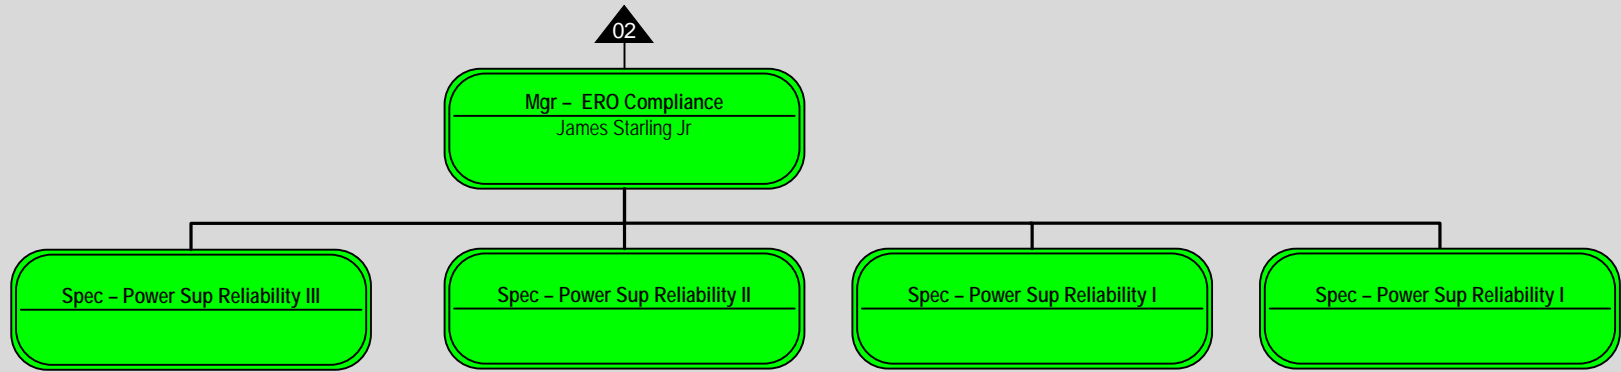 02
Mgr – ERO Compliance
James Starling Jr
Spec – Power Sup Reliability III
Spec – Power Sup Reliability II
Spec – Power Sup Reliability I
Spec – Power Sup Reliability I